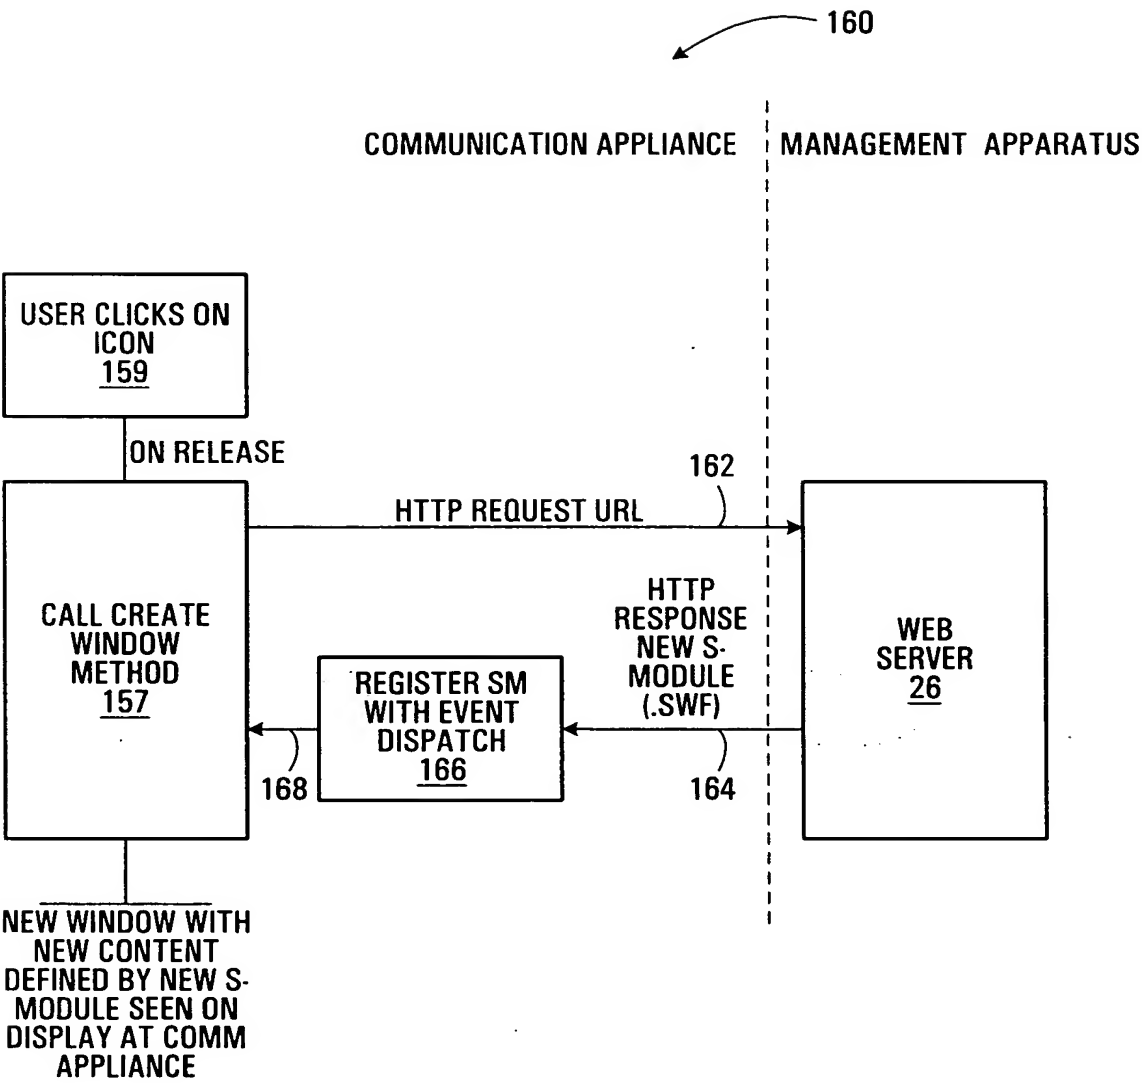 160
COMMUNICATION APPLIANCE
MANAGEMENT APPARATUS
USER CLICKS ON
ICON
159
ON RELEASE
162
HTTP REQUEST URL
CALL CREATE
WINDOW
METHOD
157
HTTP
RESPONSE
NEW S-
MODULE
(.SWF)
WEB
SERVER
26
REGISTER SM
WITH EVENT
DISPATCH
166
168
164
NEW WINDOW WITH
NEW CONTENT
DEFINED BY NEW S-
MODULE SEEN ON
DISPLAY AT COMM
APPLIANCE